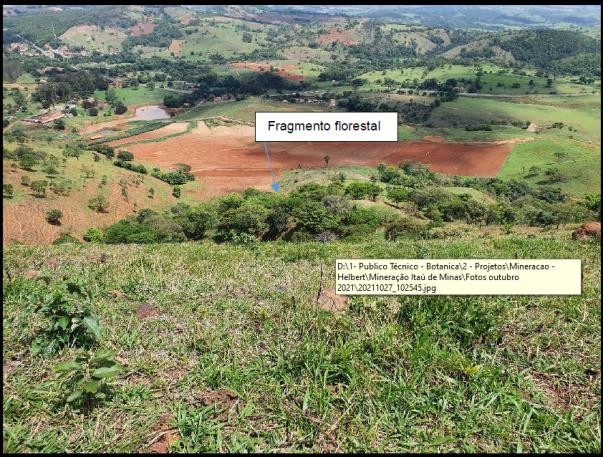 Fragmento florestal
D:\1- Publico Técnico - Botanica\2 - Projetos\Mineracao -
Helbert\Mineração Itaú de Minas\Fotos outubro
2021\20211027_102545.jpg